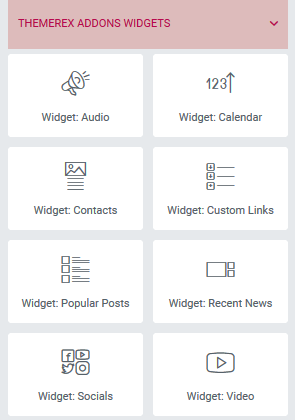 THEMEREX ADDONS WIDGETS
123
Widget: Audio
Widget: Calendar
Widget: Contacts
Widget: Custom Links
Widget: Popular Posts
Widget: Recent News
Widget: Socials
Widget: Video